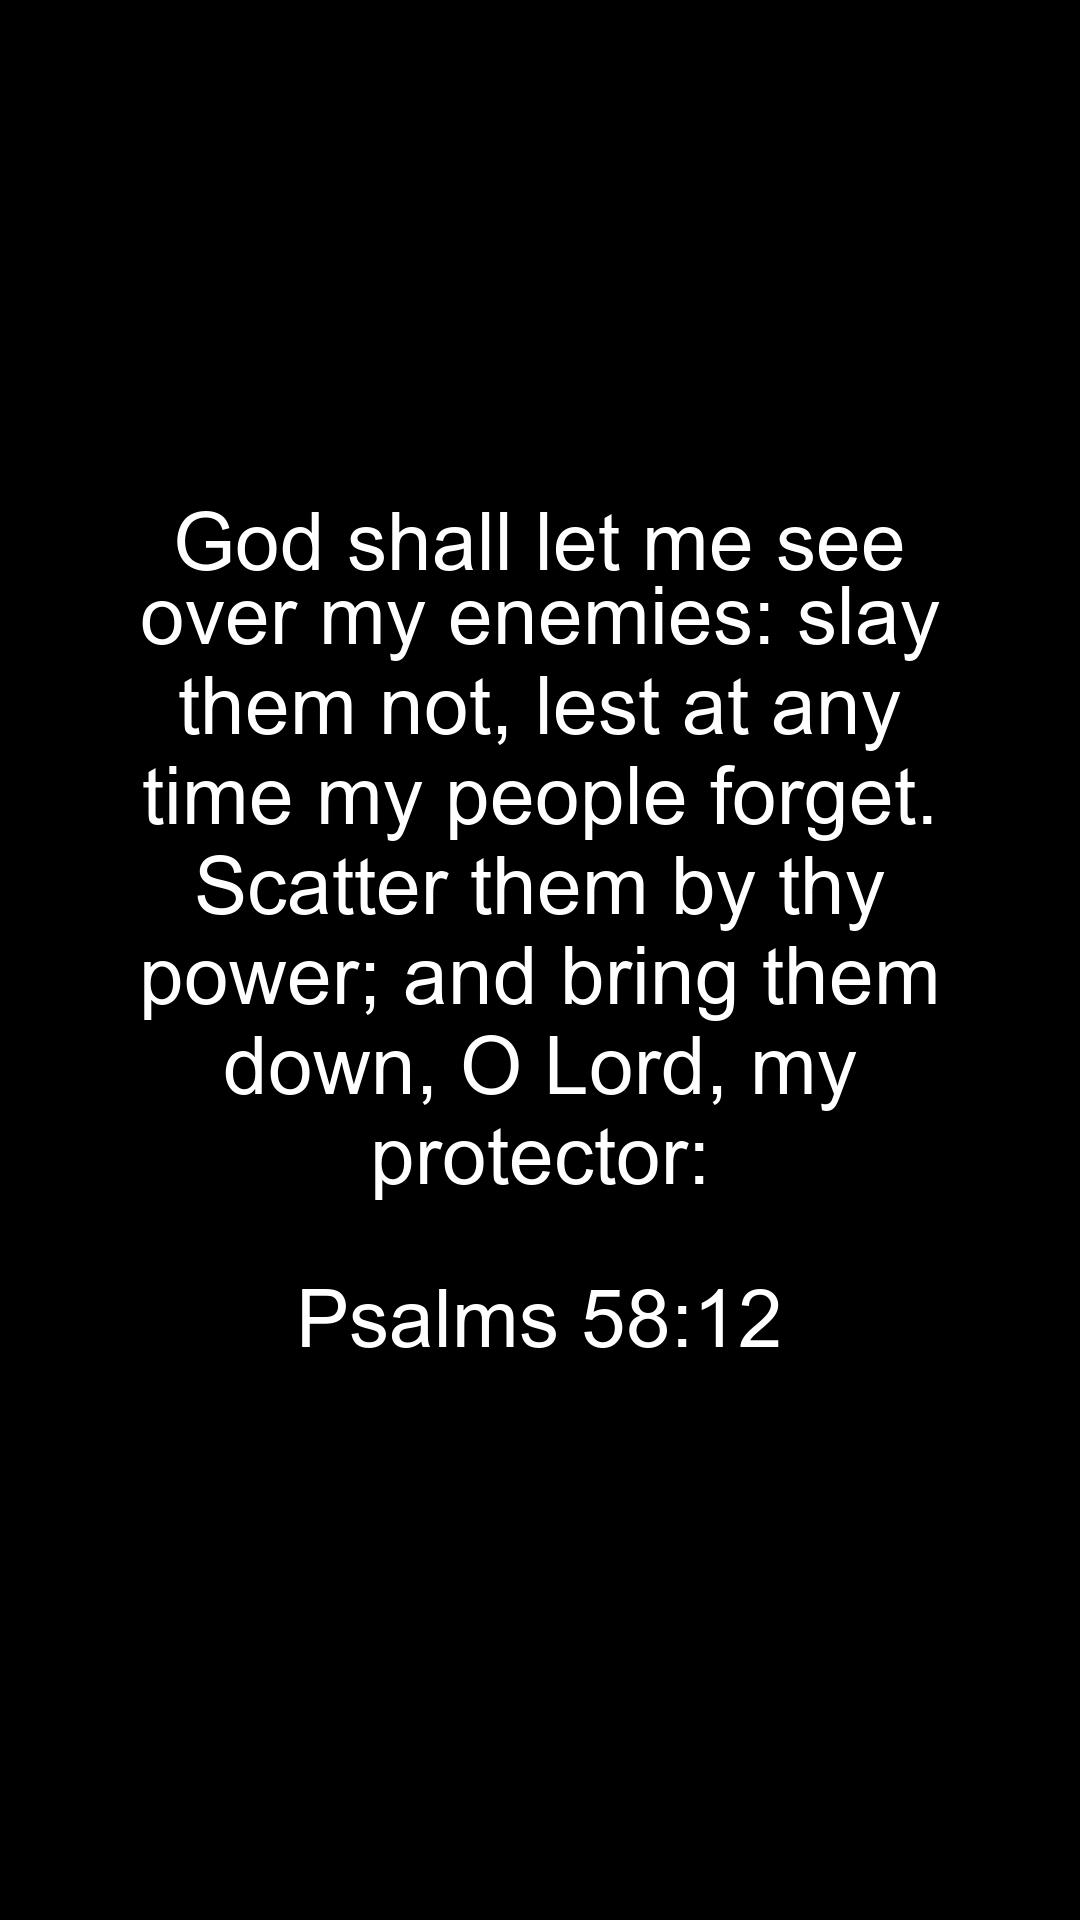 God shall let me see
over my enemies: slay
them not, lest at any
time my people forget.
Scatter them by thy
power; and bring them
down, O Lord, my
protector:
Psalms 58:12